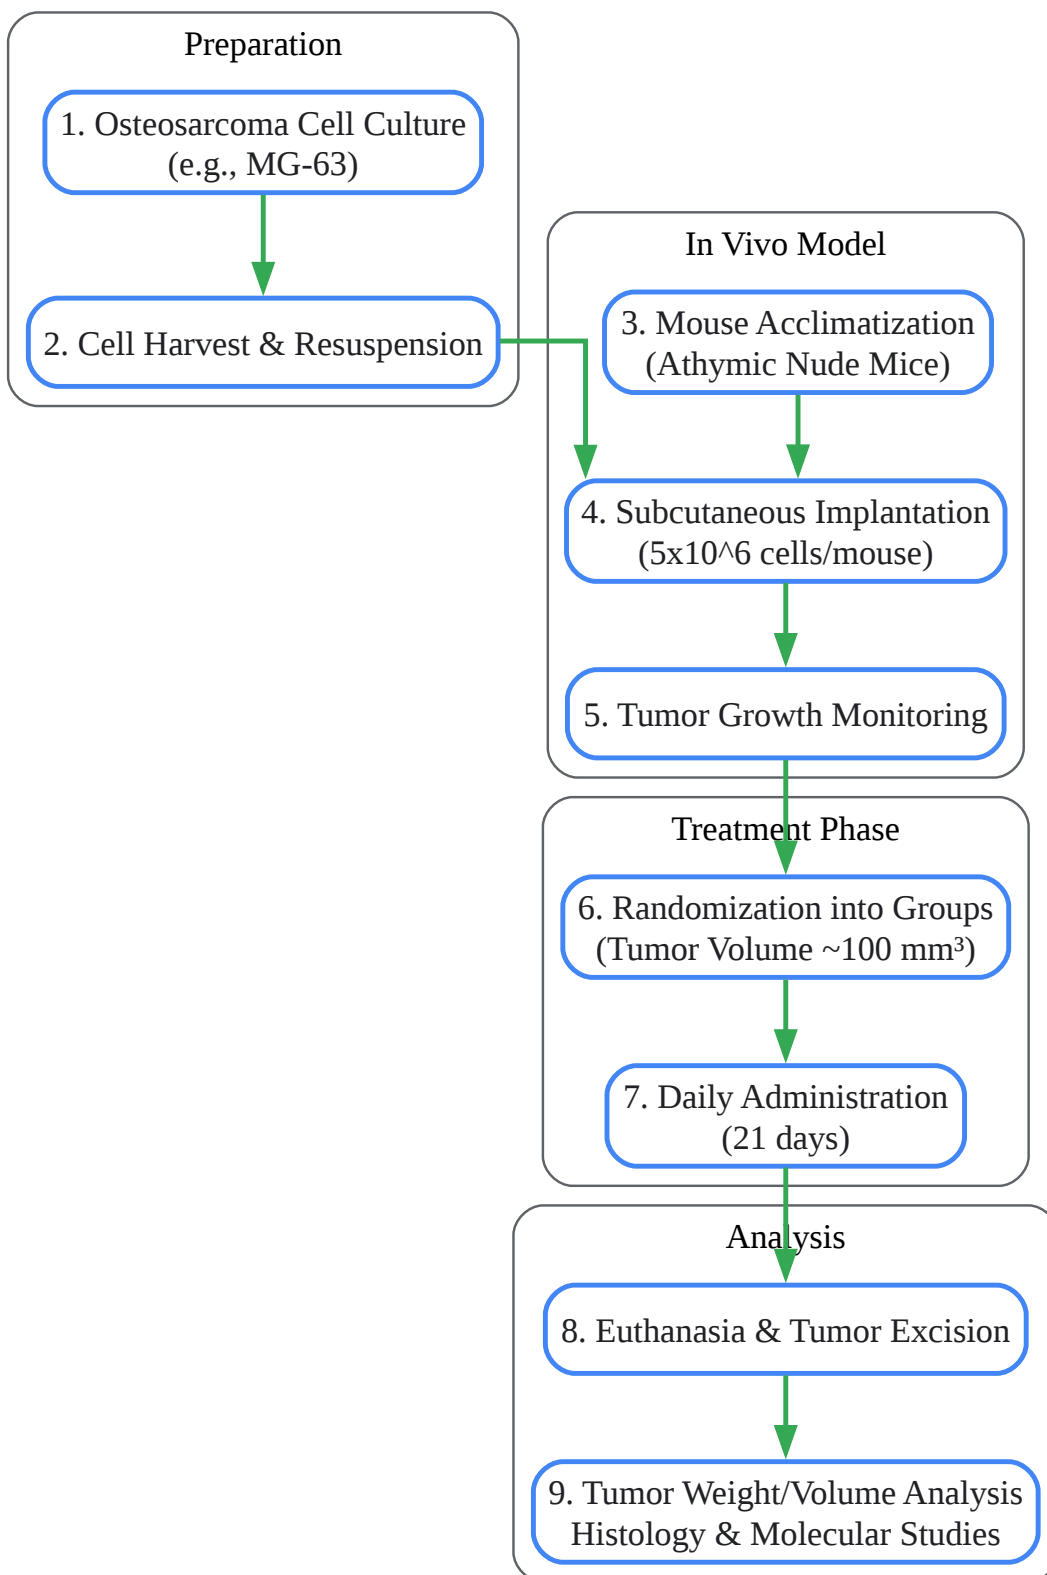 Preparation
1. Osteosarcoma Cell Culture
(e.g., MG-63)
2. Cell Harvest & Resuspension
In Vivo Model
3. Mouse Acclimatization
(Athymic Nude Mice)
4. Subcutaneous Implantation
(5x10^6 cells/mouse)
5. Tumor Growth Monitoring
Treatment Phase
6. Randomization into Groups
(Tumor Volume ~100 mm³)
7. Daily Administration
(21 days)
Analysis
8. Euthanasia & Tumor Excision
9. Tumor Weight/Volume Analysis
Histology & Molecular Studies